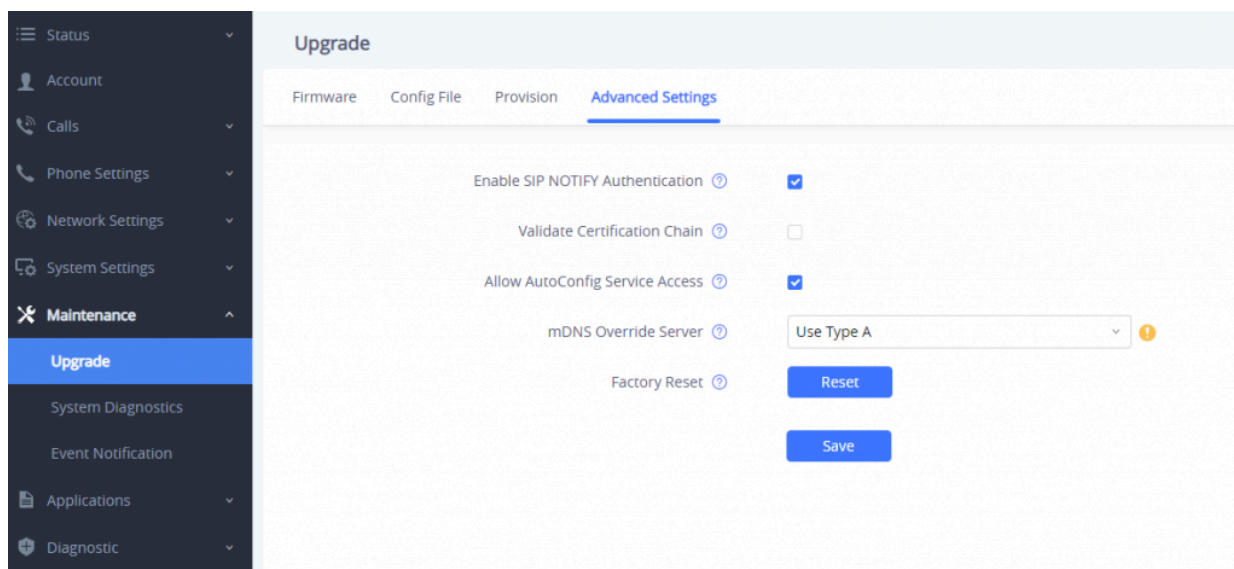 Status
Account
Calls
Phone Settings
Network Settings
System Settings
Maintenance
Upgrade
System Diagnostics
Event Notification
Applications
Diagnostic
Upgrade
Firmware Config File Provision Advanced Settings
Enable SIP NOTIFY Authentication
Validate Certification Chain
Allow AutoConfig Service Access
mDNS Override Server Use Type A
Factory Reset Reset
Save